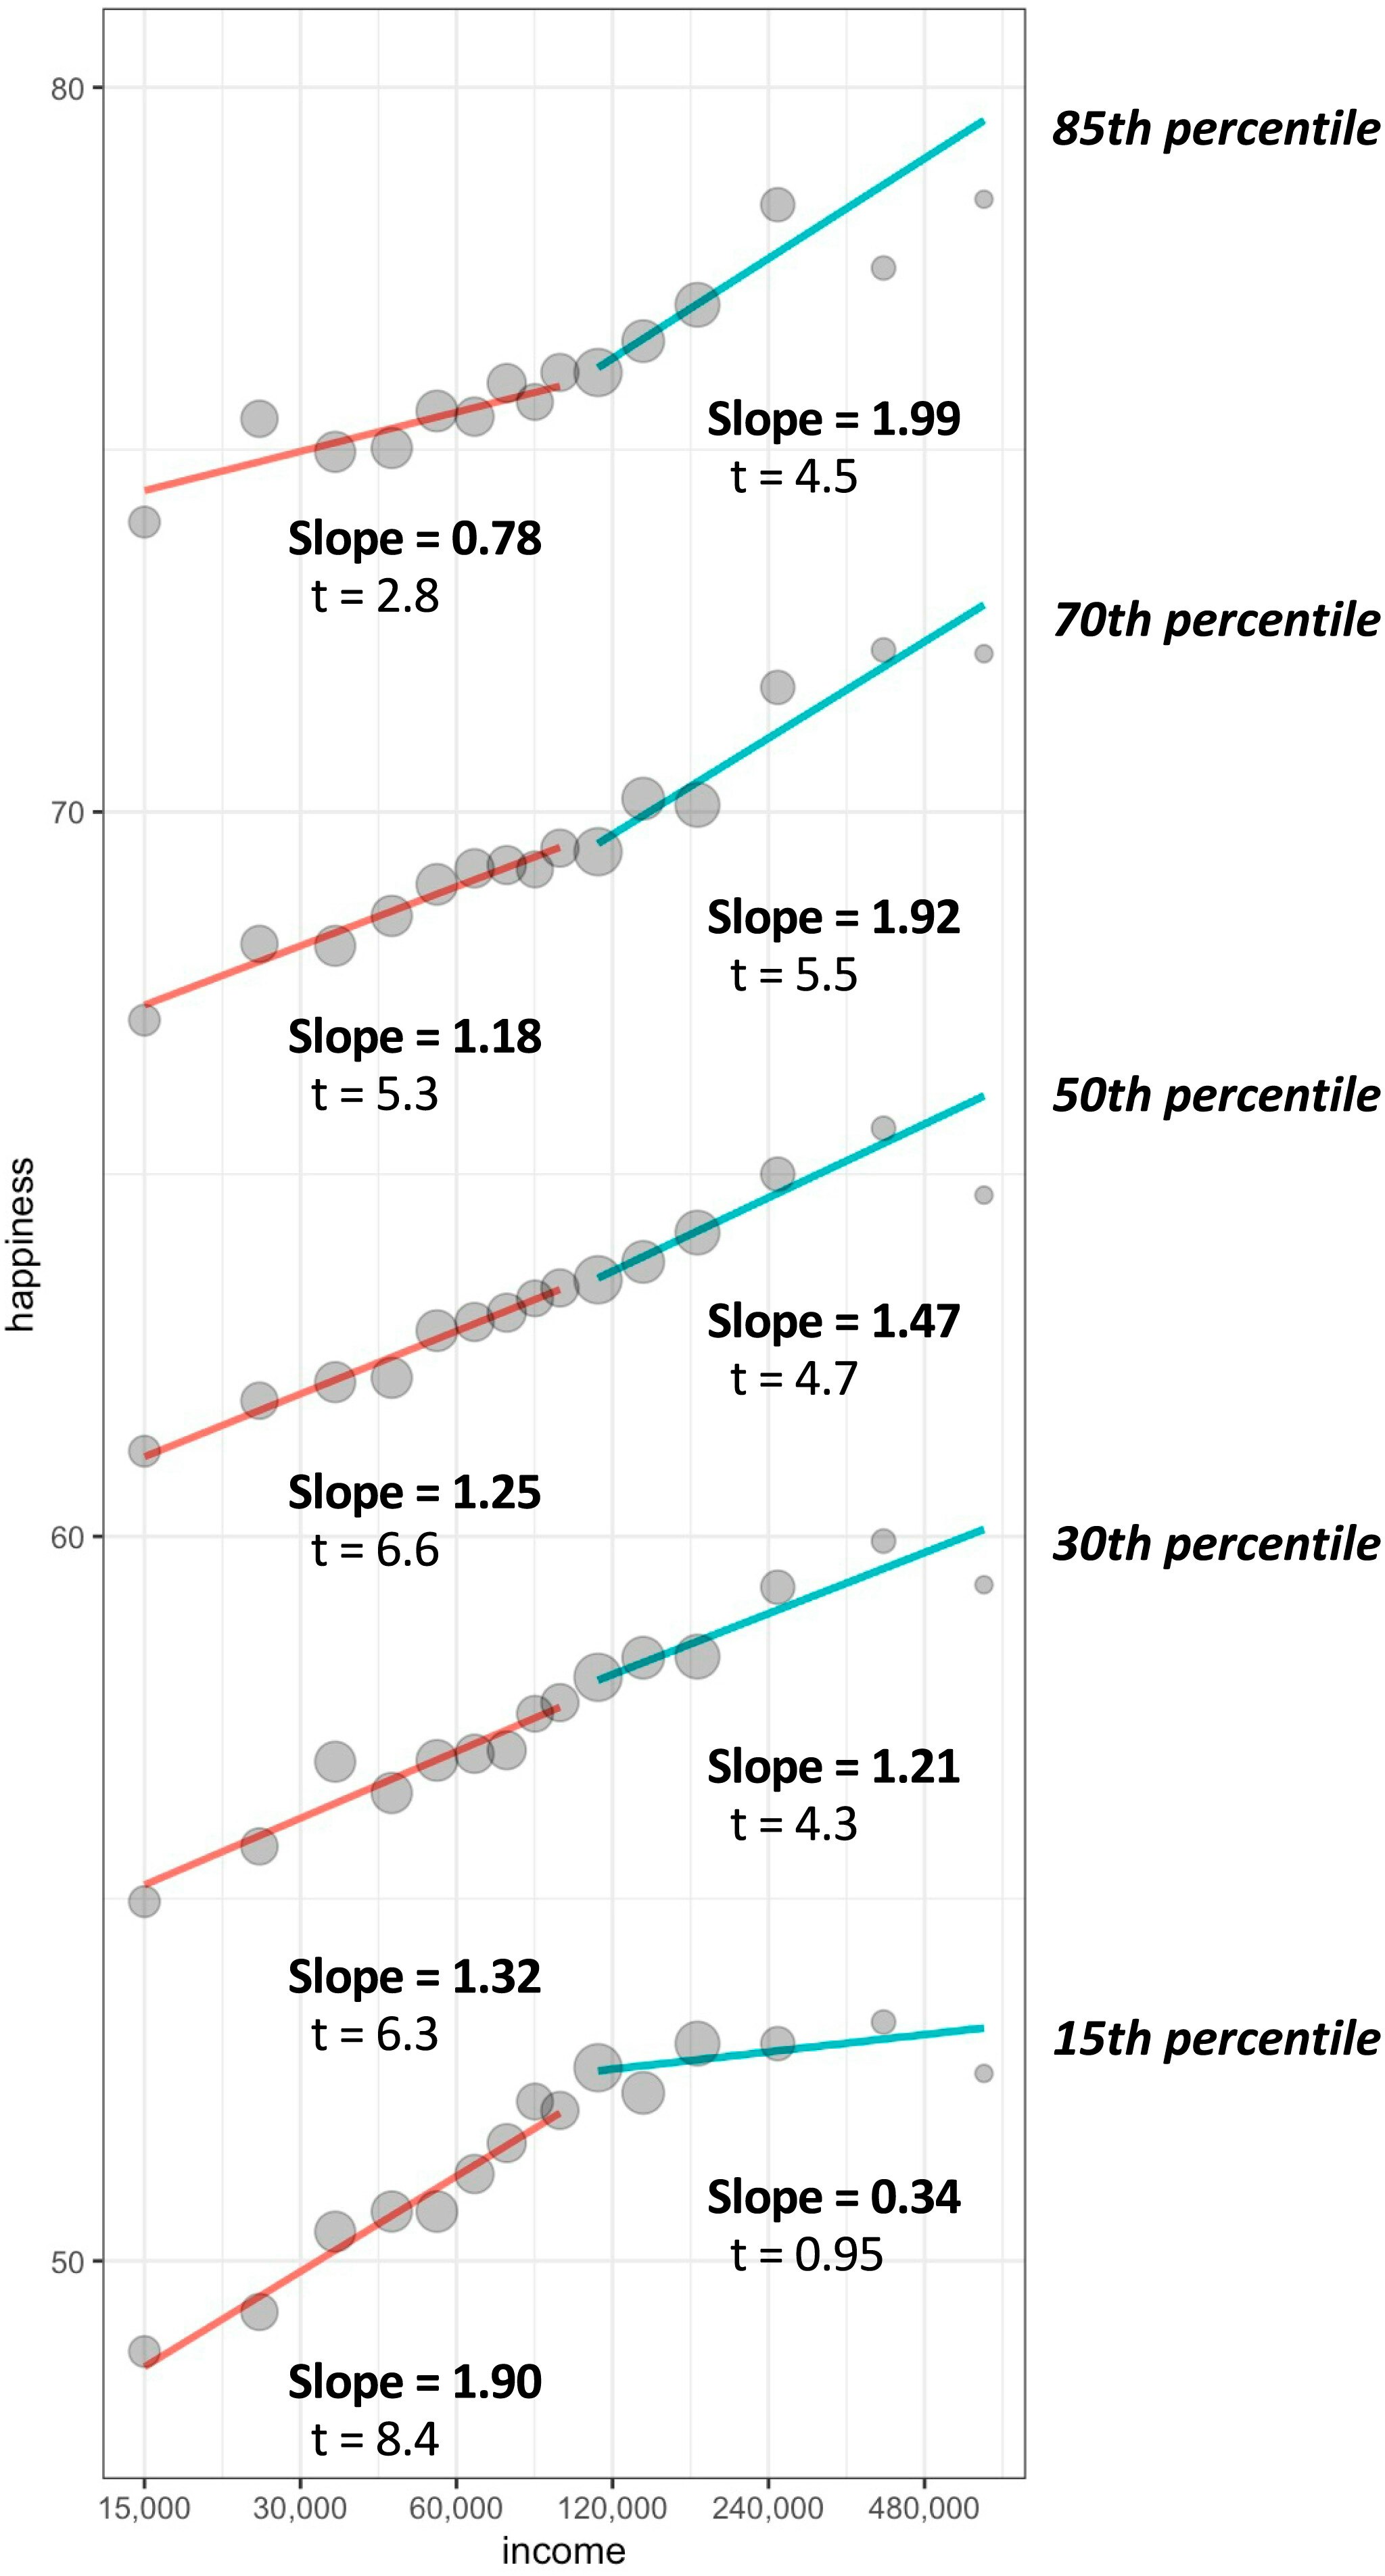 80
85th percentile
Slope = 1.99
t = 4.5
Slope = 0.78
t = 2.8
70th percentile
70
Slope = 1.92
t = 5.5
Slope = 1.18
t = 5.3
50th percentile
happiness
Slope = 1.47
t = 4.7
Slope = 1.25
t = 6.6
60
30th percentile
Slope = 1.21
t = 4.3
Slope = 1.32
t = 6.3
15th percentile
Slope = 0.34
t = 0.95
50
Slope = 1.90
t = 8.4
15,000 30,000 60,000 120,000 240,000 480,000
income